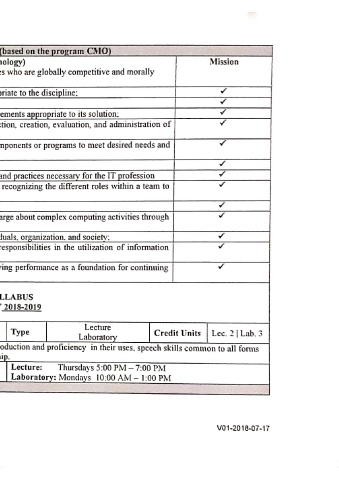 (based on the program CMO)
nology) Mission
es who are globally competitive and morally
riate to the discipline; ✓
✓
ements appropriate to its solution; ✓
tion, creation, evaluation, and administration of ✓
mponents or programs to meet desired needs and ✓
✓
and practices necessary for the IT profession ✓
recognizing the different roles within a team to ✓
✓
arge about complex computing activities through ✓
duals, organization, and society; ✓
responsibilities in the utilization of information ✓
ving performance as a foundation for continuing ✓
LLABUS
2018-2019
Type Lecture Laboratory Credit Units Lec. 2 | Lab. 3
oduction and proficiency in their uses, speech skills common to all forms
ip.
Lecture: Thursdays 5:00 PM – 7:00 PM
Laboratory: Mondays 10:00 AM – 1:00 PM
V01-2018-07-17